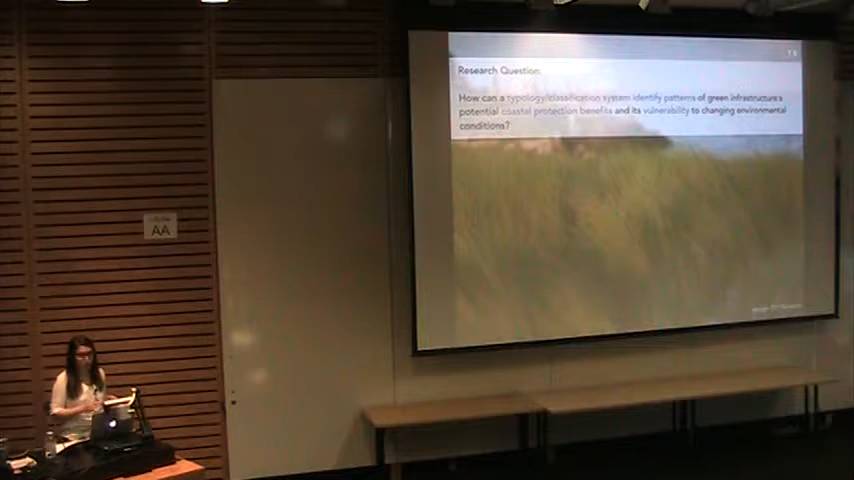 Research Question:
How can a typology/classification system identify patterns of green infrastructure's
potential coastal protection benefits and its vulnerability to changing environmental
conditions?
AA